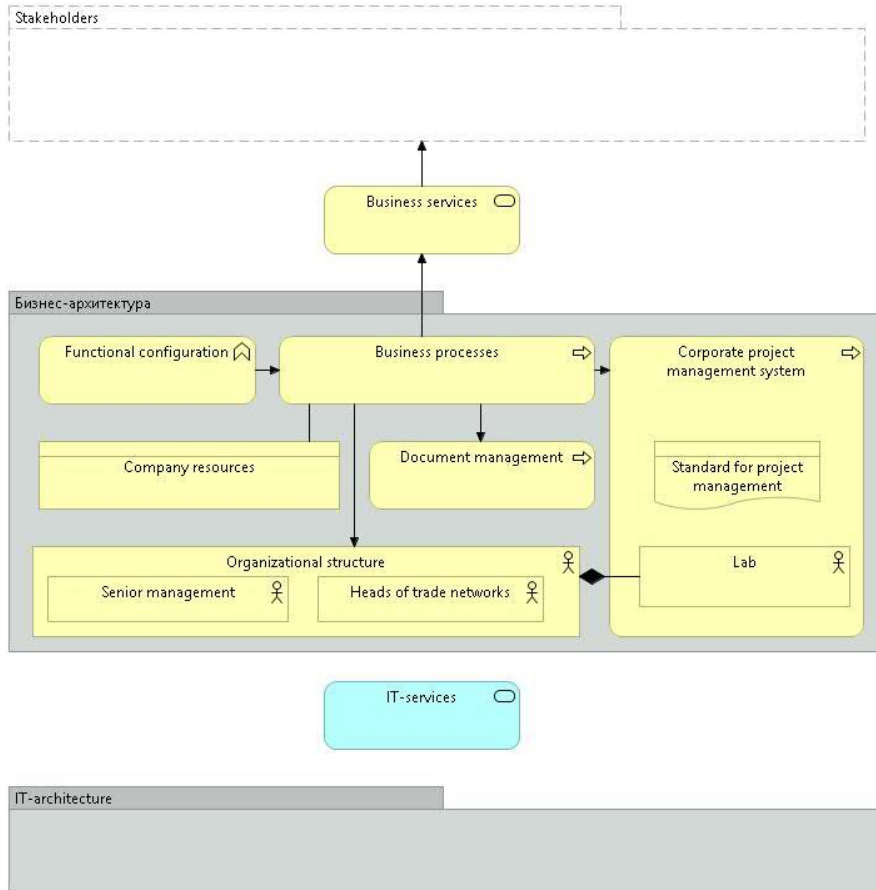 Stakeholders
Business services
Бизнес-архитектура
Functional configuration
Business processes
Corporate project
management system
Company resources
Document management
Standard for project
management
Organizational structure
Senior management
Heads of trade networks
Lab
IT-services
IT-architecture